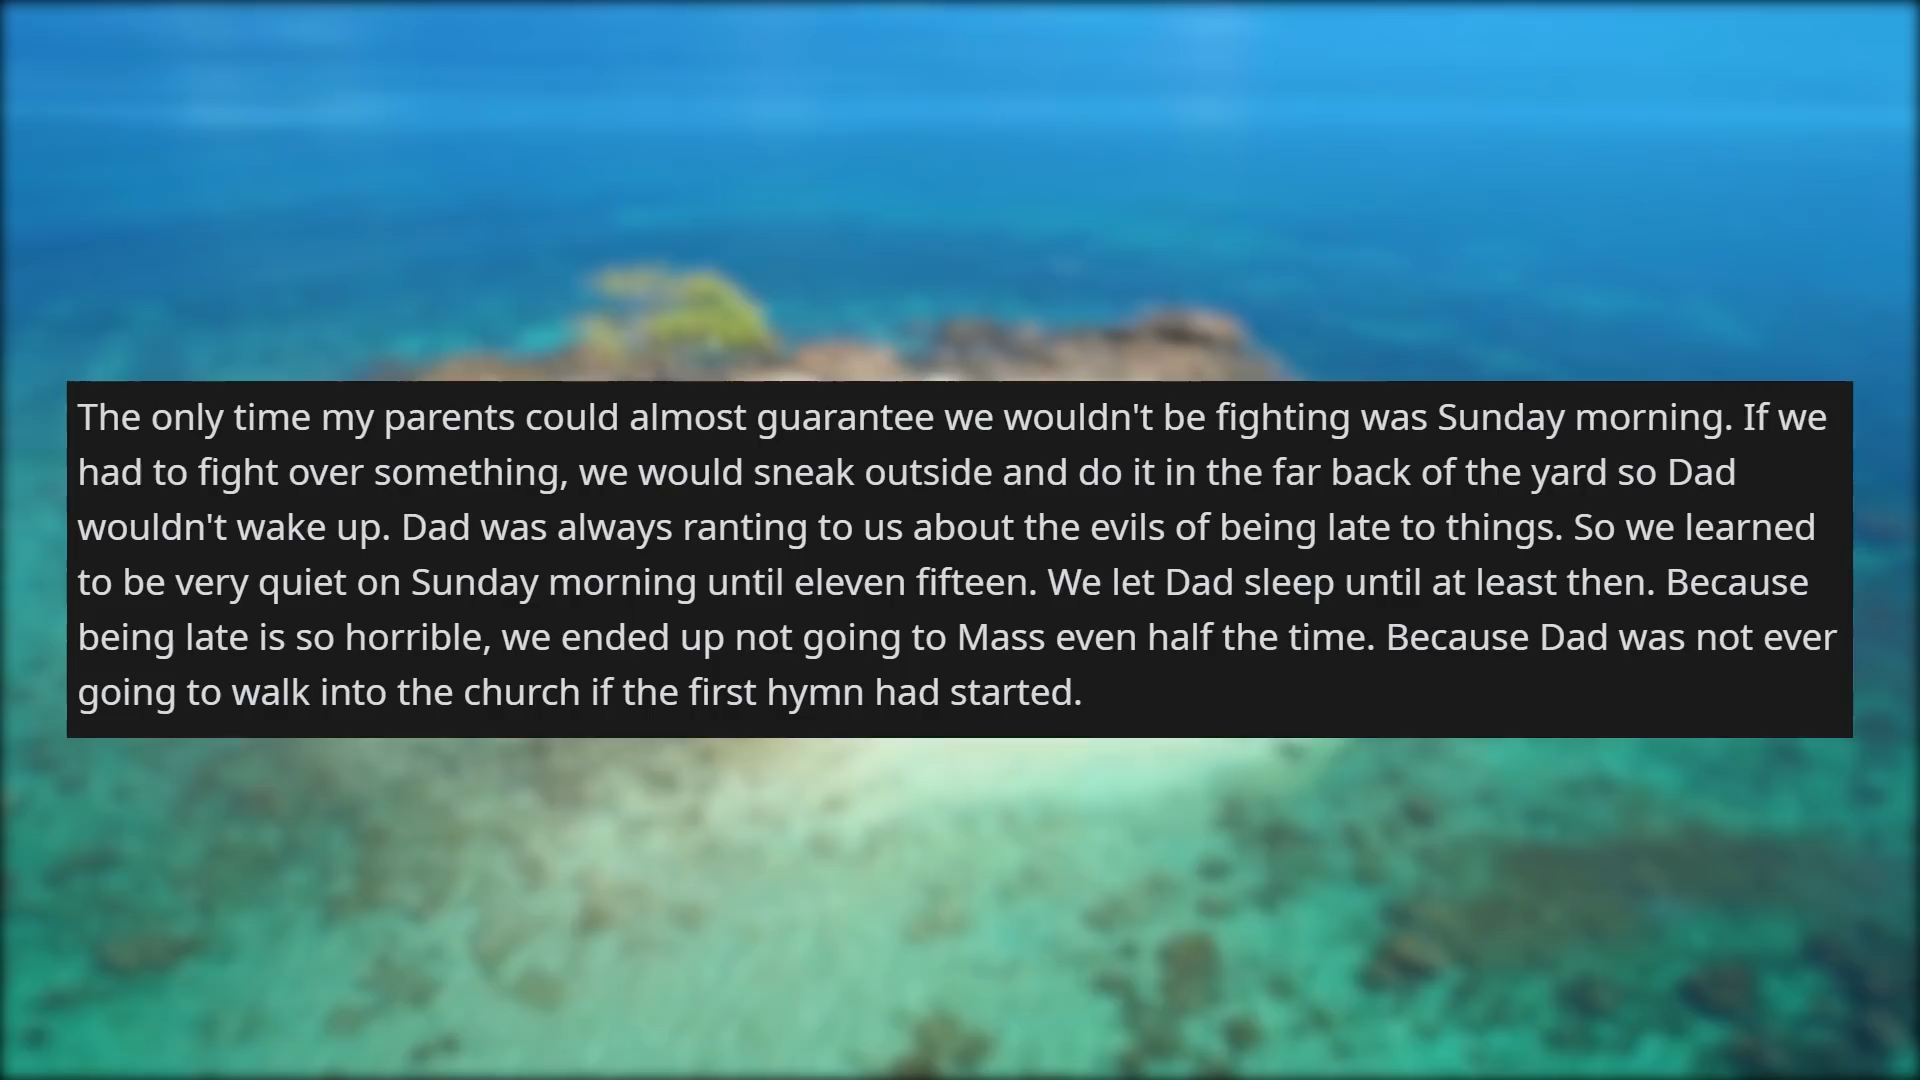 The only time my parents could almost guarantee we wouldn't be fighting was Sunday morning. If we
had to fight over something, we would sneak outside and do it in the far back of the yard so Dad
wouldn't wake up. Dad was always ranting to us about the evils of being late to things. So we learned
to be very quiet on Sunday morning until eleven fifteen. We let Dad sleep until at least then. Because
being late is so horrible, we ended up not going to Mass even half the time. Because Dad was not ever
going to walk into the church if the first hymn had started.